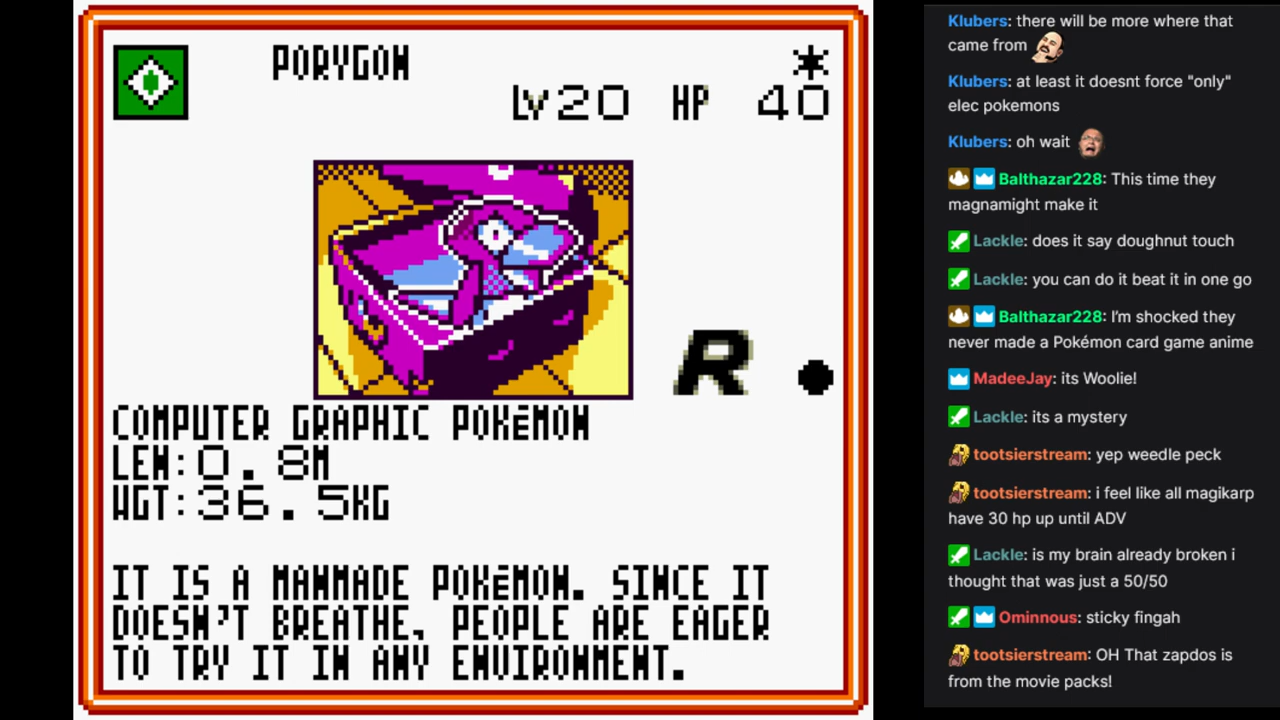 PORYGON
LV20 HP 40
R
COMPUTER GRAPHIC POKéMON
LEN:0.8M
WGT:36.5KG
IT IS A MANMADE POKéMON. SINCE IT
DOESN'T BREATHE, PEOPLE ARE EAGER
TO TRY IT IN ANY ENVIRONMENT.
Klubers: there will be more where that
came from
Klubers: at least it doesnt force "only"
elec pokemons
Klubers: oh wait
Balthazar228: This time they
magnamight make it
Lackle: does it say doughnut touch
Lackle: you can do it beat it in one go
Balthazar228: I'm shocked they
never made a Pokémon card game anime
MadeeJay: its Woolie!
Lackle: its a mystery
tootsierstream: yep weedle peck
tootsierstream: i feel like all magikarp
have 30 hp up until ADV
Lackle: is my brain already broken i
thought that was just a 50/50
Ominnous: sticky fingah
tootsierstream: OH That zapdos is
from the movie packs!